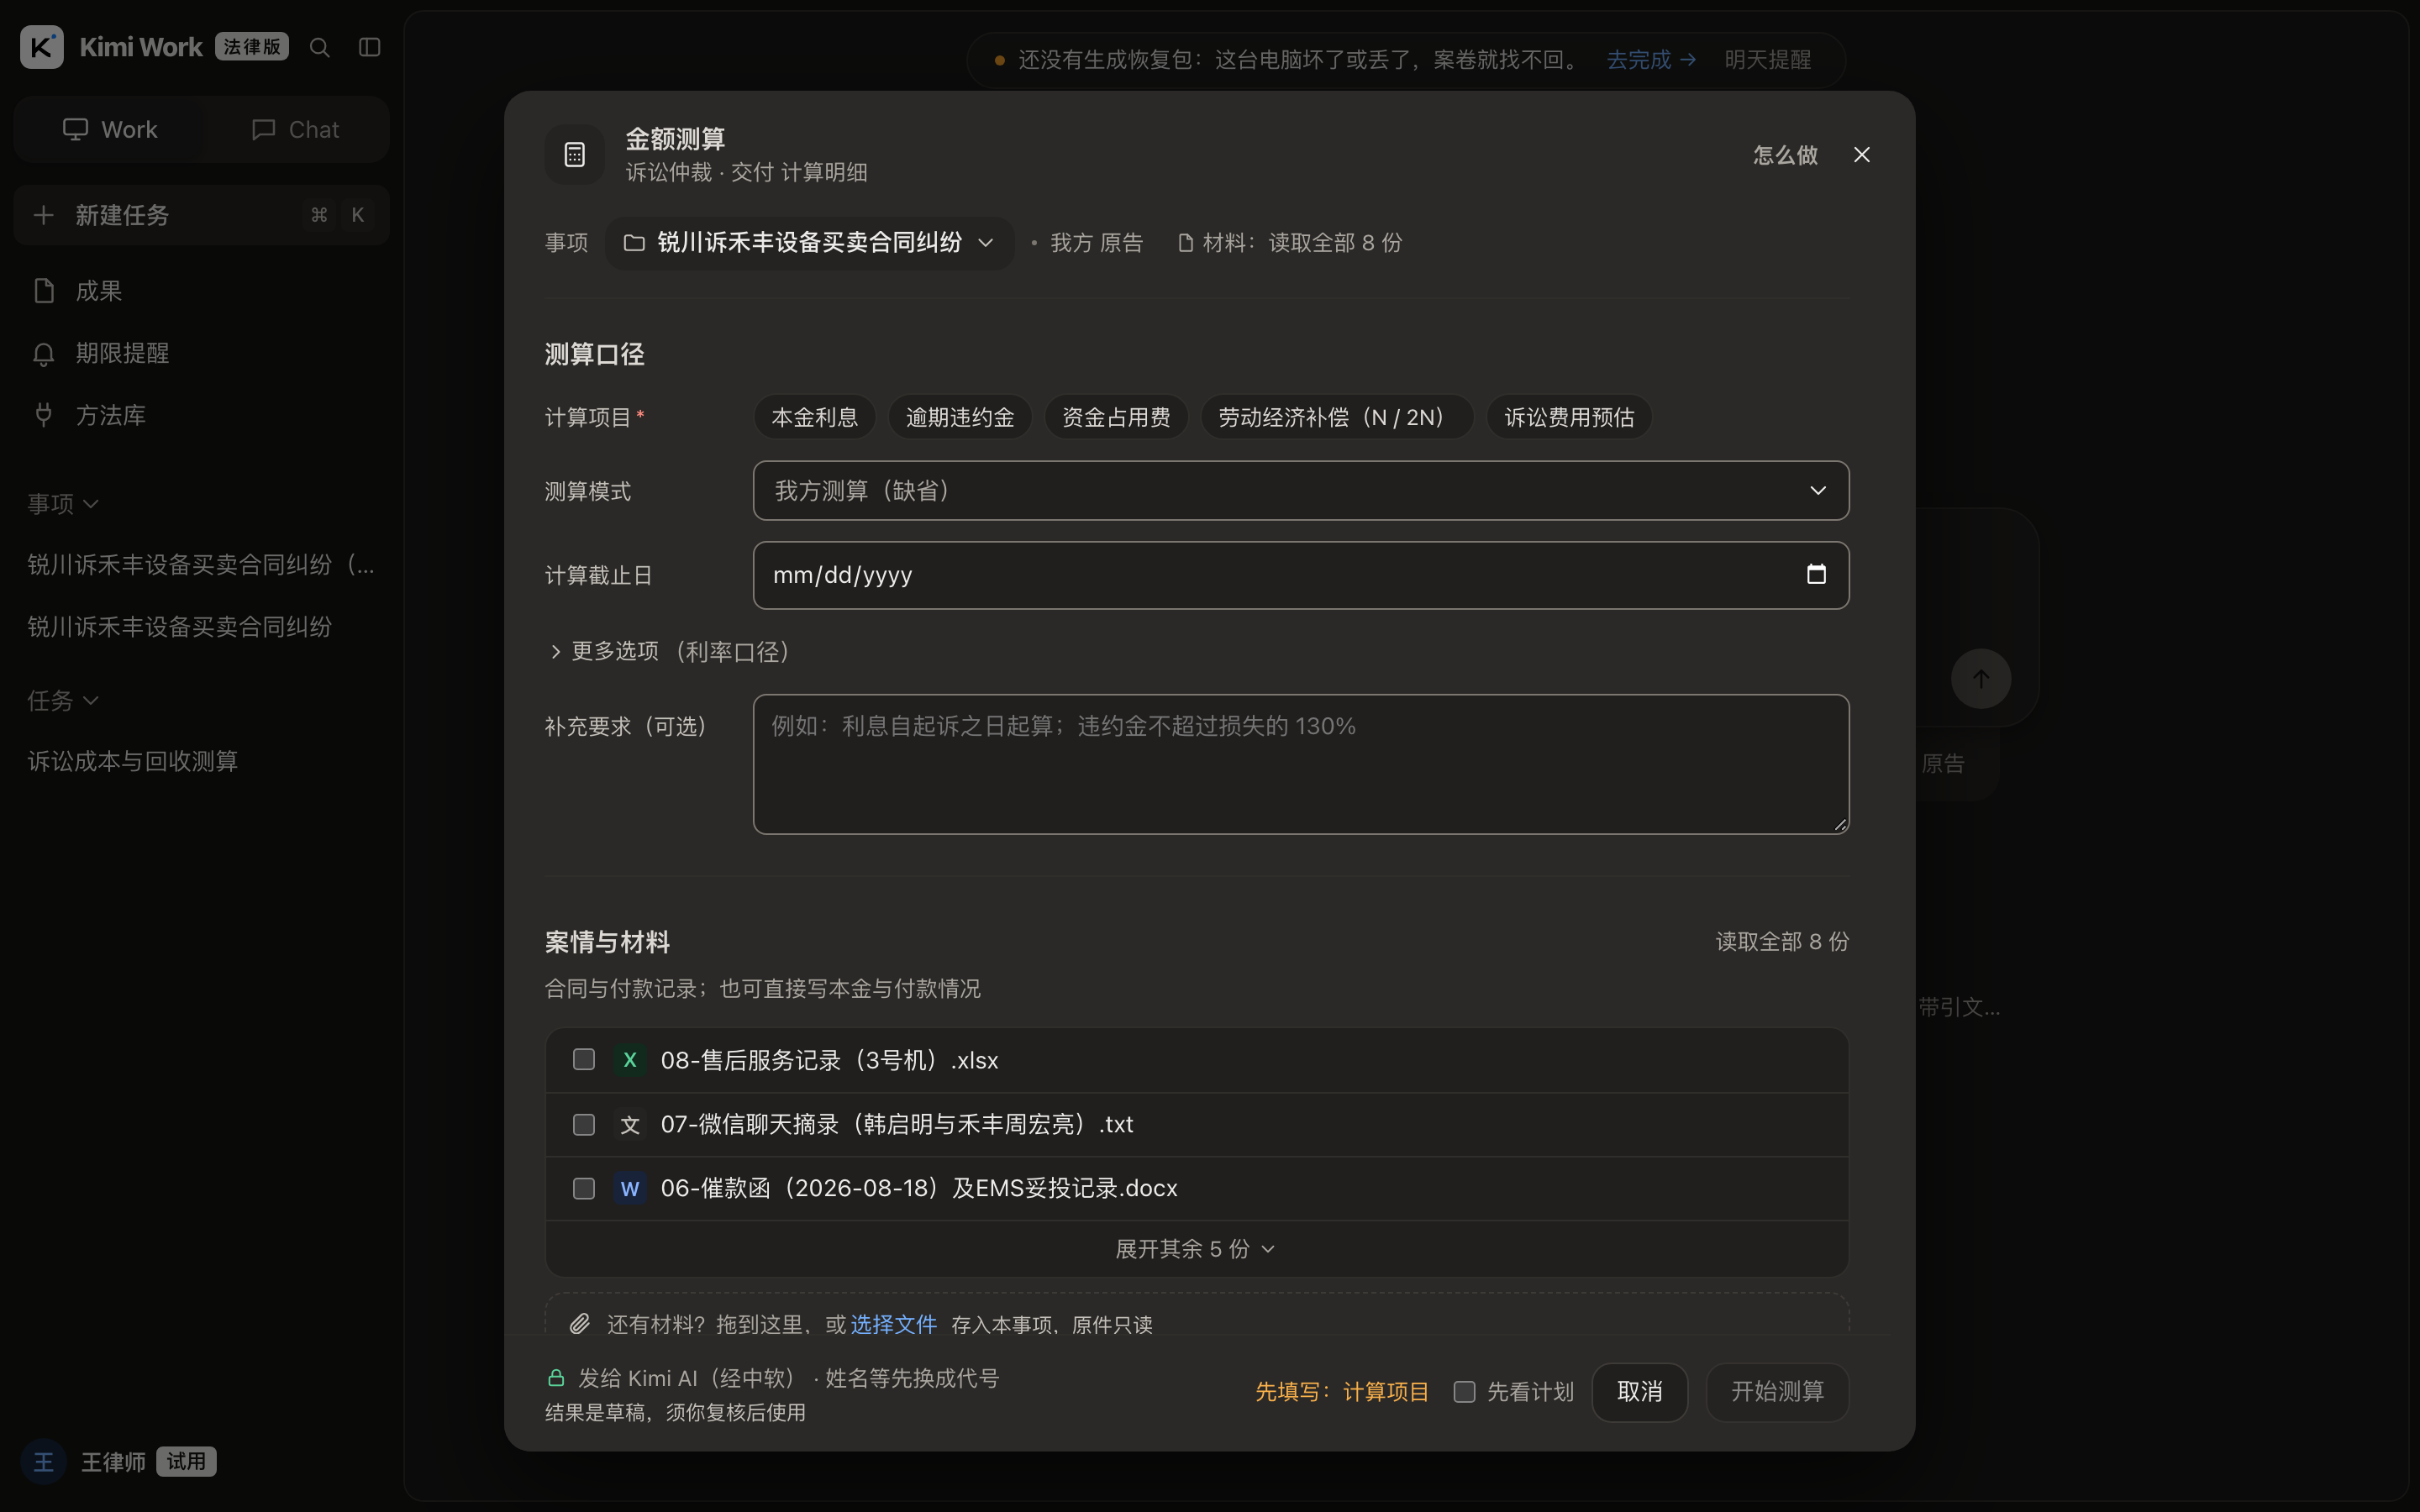 Kimi Work 法律版
Work
Chat
新建任务 ⌘ K
成果
期限提醒
方法库
事项
锐川诉禾丰设备买卖合同纠纷（...
锐川诉禾丰设备买卖合同纠纷
任务
诉讼成本与回收测算
王 王律师 试用
还没有生成恢复包：这台电脑坏了或丢了，案卷就找不回。 去完成 → 明天提醒
金额测算
诉讼仲裁 · 交付 计算明细
怎么做
事项 锐川诉禾丰设备买卖合同纠纷 • 我方 原告 材料：读取全部 8 份
测算口径
计算项目* 本金利息 逾期违约金 资金占用费 劳动经济补偿（N / 2N） 诉讼费用预估
测算模式 我方测算（缺省）
计算截止日 mm/dd/yyyy
更多选项 （利率口径）
补充要求（可选） 例如：利息自起诉之日起算；违约金不超过损失的 130%
案情与材料 读取全部 8 份
合同与付款记录；也可直接写本金与付款情况
X 08-售后服务记录（3号机）.xlsx
文 07-微信聊天摘录（韩启明与禾丰周宏亮）.txt
W 06-催款函（2026-08-18）及EMS妥投记录.docx
展开其余 5 份
还有材料？拖到这里，或选择文件 存入本事项，原件只读
发给 Kimi AI（经中软） · 姓名等先换成代号
结果是草稿，须你复核后使用
先填写：计算项目 先看计划 取消 开始测算
原告
带引文...